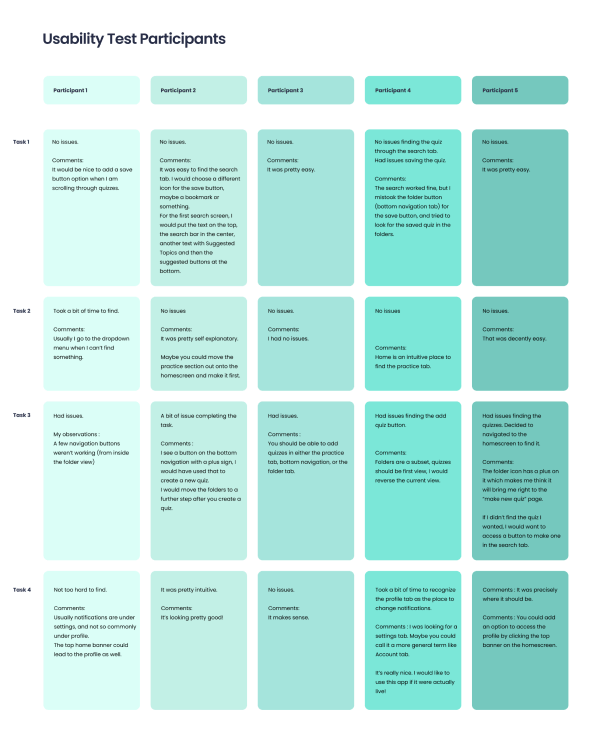 Usability Test Participants
Participant 1
Participant 2
Participant 3
Participant 4
Participant 5
Task 1
No issues.
Comments:
It would be nice to add a save
button option when I am
scrolling through quizzes.
No issues.
Comments:
It was easy to find the search
tab. I would choose a different
icon for the save button,
maybe a bookmark or
something.
For the first search screen, I
would put the text on the top,
the search bar in the center,
another text with Suggested
Topics and then the
suggested buttons at the
bottom.
No issues.
Comments:
It was pretty easy.
No issues finding the quiz
through the search tab.
Had issues saving the quiz.
Comments:
The search worked fine, but I
mistook the folder button
(bottom navigation tab) for
the save button, and tried to
look for the saved quiz in the
folders.
No issues.
Comments:
It was pretty easy.
Task 2
Took a bit of time to find.
Comments:
Usually I go to the dropdown
menu when I can't find
something.
No issues
Comments:
It was pretty self explanatory.
Maybe you could move the
practice section out onto the
homescreen and make it first.
No issues.
Comments:
I had no issues.
No issues
Comments:
Home is an intuitive place to
find the practice tab.
No issues.
Comments:
That was decently easy.
Task 3
Had issues.
My observations :
A few navigation buttons
weren't working (from inside
the folder view)
A bit of issue completing the
task.
Comments :
I see a button on the bottom
navigation with a plus sign, I
would have used that to
create a new quiz.
I would move the folders to a
further step after you create a
quiz.
Had issues.
Comments :
You should be able to add
quizzes in either the practice
tab, bottom navigation, or the
folder tab.
Had issues finding the add
quiz button.
Comments:
Folders are a subset, quizzes
should be first view, I would
reverse the current view.
Had issues finding the
quizzes. Decided to
navigated to the
homescreen to find it.
Comments:
The folder icon has a plus on
it which makes me think it
will bring me right to the
"make new quiz" page.
If I didn't find the quiz I
wanted, I would want to
access a button to make one
in the search tab.
Task 4
Not too hard to find.
Comments:
Usually notifications are under
settings, and not so commonly
under profile.
The top home banner could
lead to the profile as well.
It was pretty intuitive.
Comments:
It's looking pretty good!
No issues.
Comments:
It makes sense.
Took a bit of time to recognize
the profile tab as the place to
change notifications.
Comments : I was looking for a
settings tab. Maybe you could
call it a more general term like
Account tab.
It's really nice. I would like to
use this app if it were actually
live!
Comments : It was precisely
where it should be.
Comments : You could add
an option to access the
profile by clicking the top
banner on the homescreen.